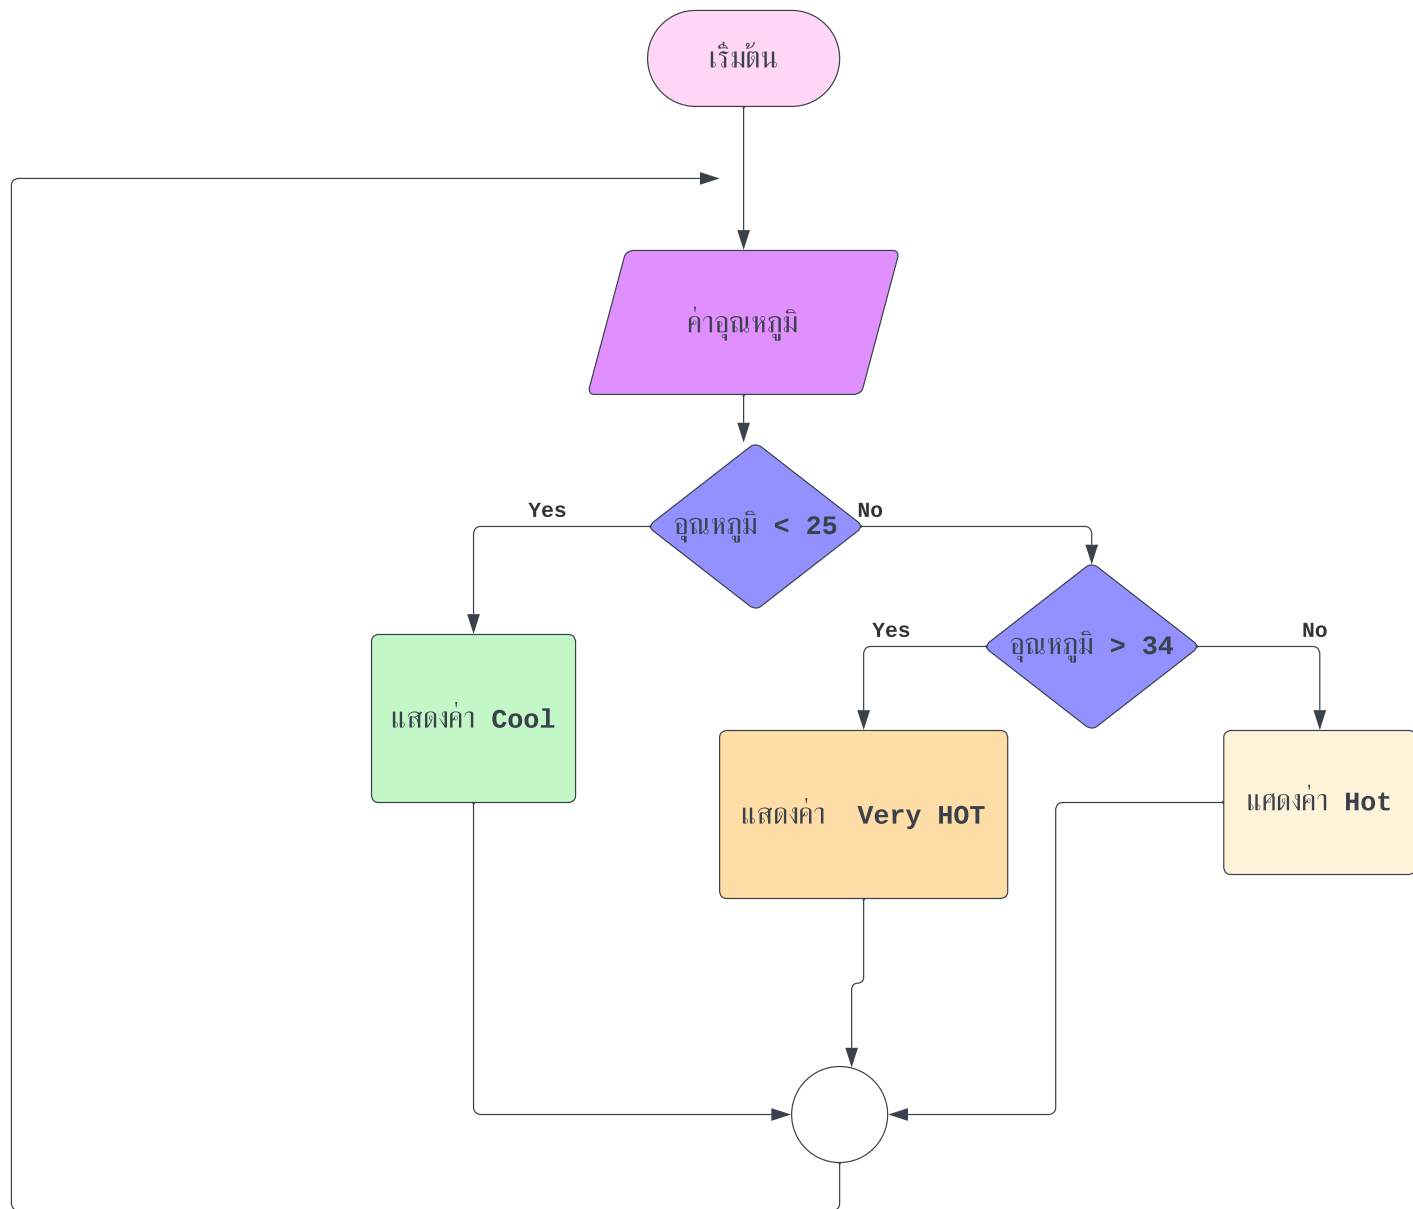 เริ่มต้น
ค่าอุณหภูมิ
อุณหภูมิ < 25
Yes
No
อุณหภูมิ > 34
Yes
No
แสดงค่า Cool
แสดงค่า  Very HOT
แศดงค่า Hot